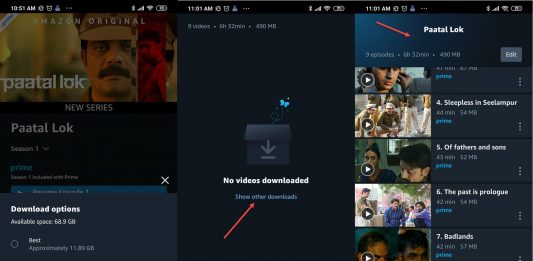 10:51 AM
AMAZON ORIGINAL
paatal lok
NEW SERIES
Paatal Lok
Season 1
prime
Season 1 included with Prime
Resume Episode 1
Download options
Available space: 68.9 GB
Best
Approximately 11.89 GB
11:01 AM
9 videos • 6h 32min • 490 MB
No videos downloaded
Show other downloads
11:01 AM
Paatal Lok
9 episodes • 6h 32min • 490 MB
Edit
47 min 61 MB
prime
4. Sleepless in Seelampur
44 min 54 MB
prime
5. Of fathers and sons
43 min 52 MB
prime
6. The past is prologue
42 min 54 MB
prime
7. Badlands
42 min 57 MB
prime